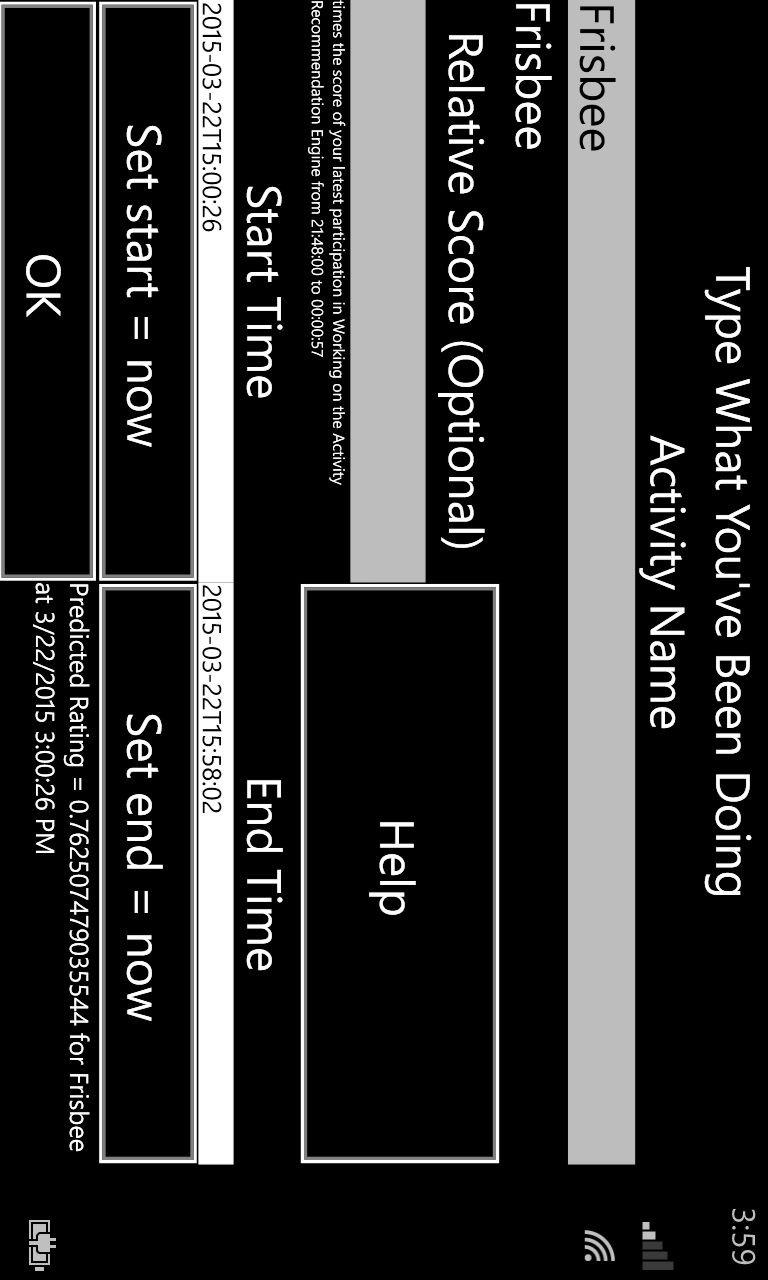 3:59
Type What You've Been Doing
Activity Name
Frisbee
Frisbee
Relative Score (Optional)
times the score of your latest participation in Working on the Activity
Recommendation Engine from 21:48:00 to 00:00:57
Help
Start Time
End Time
2015-03-22T15:00:26
2015-03-22T15:58:02
Set start = now
Set end = now
OK
Predicted Rating = 0.762507479035544 for Frisbee
at 3/22/2015 3:00:26 PM